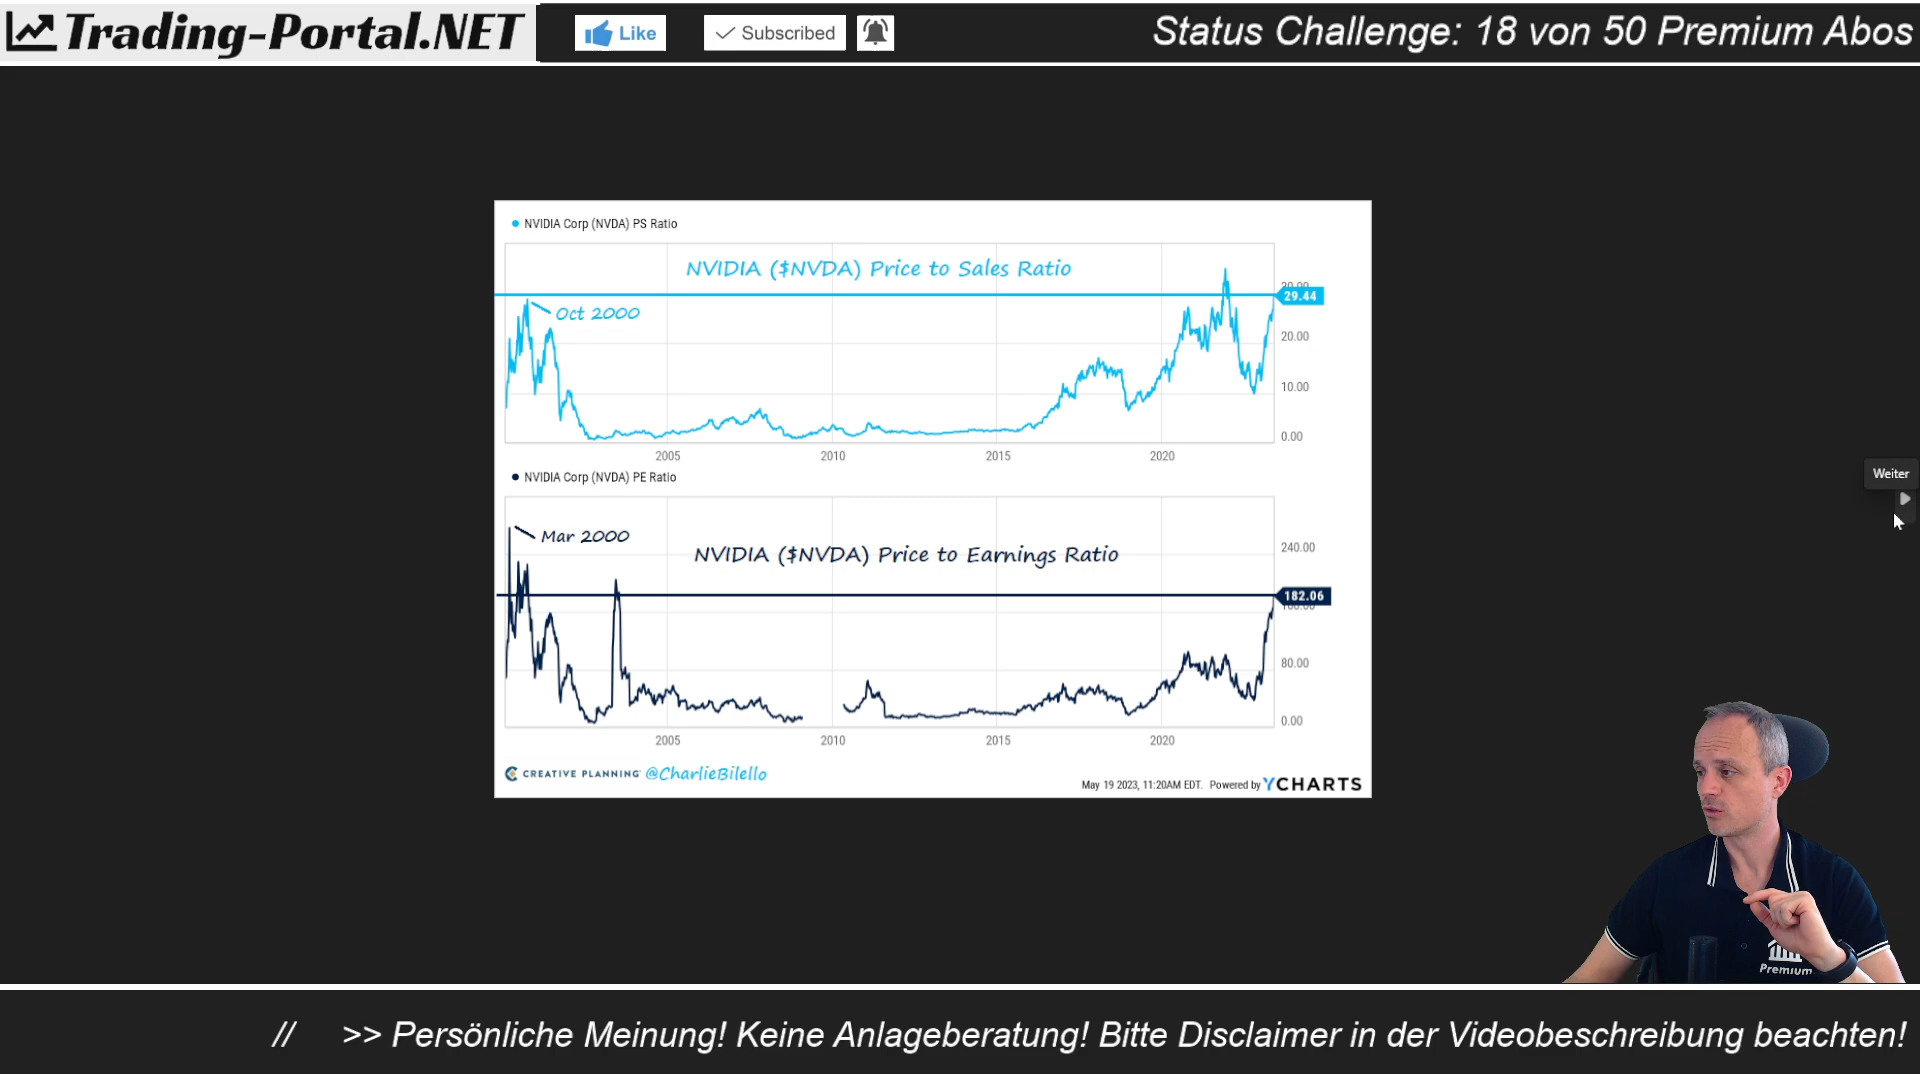 Trading-Portal.NET
Like
Subscribed
Status Challenge: 18 von 50 Premium Abos
NVIDIA Corp (NVDA) PS Ratio
NVIDIA ($NVDA) Price to Sales Ratio
30.00
29.44
Oct 2000
20.00
10.00
0.00
2005 2010 2015 2020
Weiter
NVIDIA Corp (NVDA) PE Ratio
Mar 2000
NVIDIA ($NVDA) Price to Earnings Ratio
240.00
182.06
160.00
80.00
0.00
2005 2010 2015 2020
CREATIVE PLANNING @CharlieBilello
May 19 2023, 11:20AM EDT. Powered by YCHARTS
Premium
// >> Persönliche Meinung! Keine Anlageberatung! Bitte Disclaimer in der Videobeschreibung beachten!